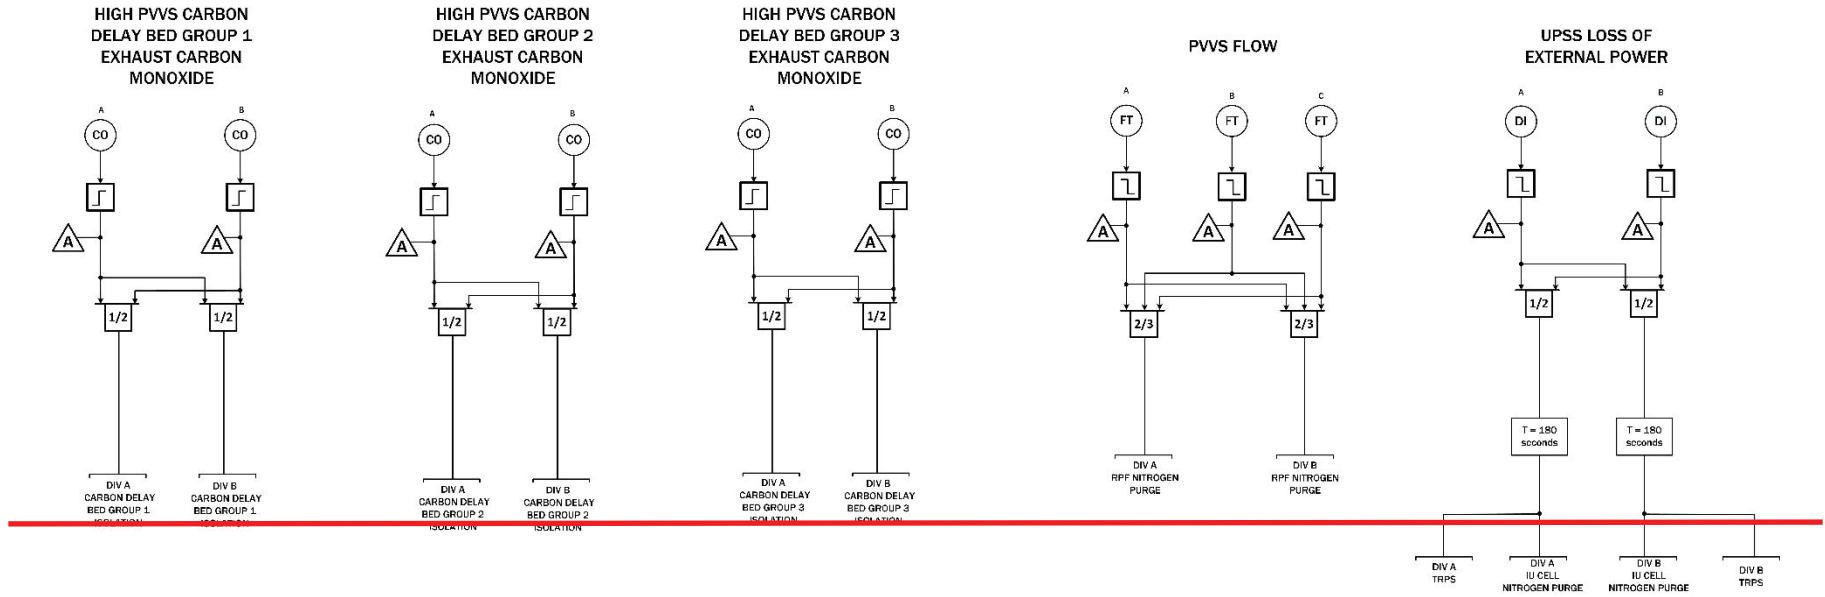 HIGH PVVS CARBON
DELAY BED GROUP 1
EXHAUST CARBON
MONOXIDE
A
B
CO
CO
A
A
1/2
1/2
DIV A
CARBON DELAY
BED GROUP 1
ISOLATION
DIV B
CARBON DELAY
BED GROUP 1
ISOLATION
HIGH PVVS CARBON
DELAY BED GROUP 2
EXHAUST CARBON
MONOXIDE
A
B
CO
CO
A
A
1/2
1/2
DIV A
CARBON DELAY
BED GROUP 2
ISOLATION
DIV B
CARBON DELAY
BED GROUP 2
ISOLATION
HIGH PVVS CARBON
DELAY BED GROUP 3
EXHAUST CARBON
MONOXIDE
A
B
CO
CO
A
A
1/2
1/2
DIV A
CARBON DELAY
BED GROUP 3
ISOLATION
DIV B
CARBON DELAY
BED GROUP 3
ISOLATION
PVVS FLOW
A
B
C
FT
FT
FT
A
A
A
2/3
2/3
DIV A
RPF NITROGEN
PURGE
DIV B
RPF NITROGEN
PURGE
UPSS LOSS OF
EXTERNAL POWER
A
B
DI
DI
A
A
1/2
1/2
T = 180
scconds
T = 180
scconds
DIV A
TRPS
DIV A
IU CELL
NITROGEN PURGE
DIV B
IU CELL
NITROGEN PURGE
DIV B
TRPS